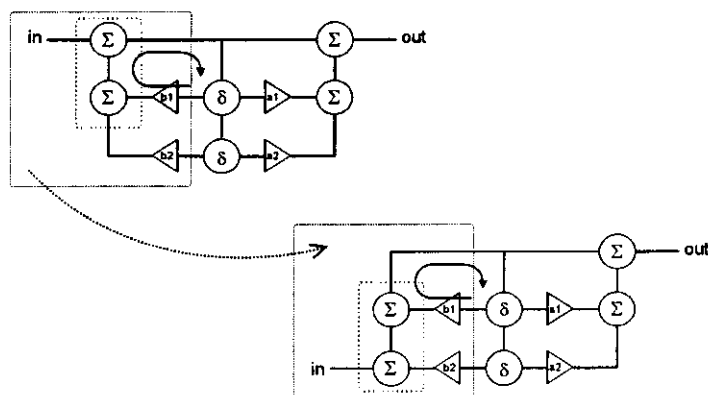 in Σ Σ out
Σ b1 δ a1 Σ
b2 δ a2
Σ out
Σ b1 δ a1 Σ
in Σ b2 δ a2